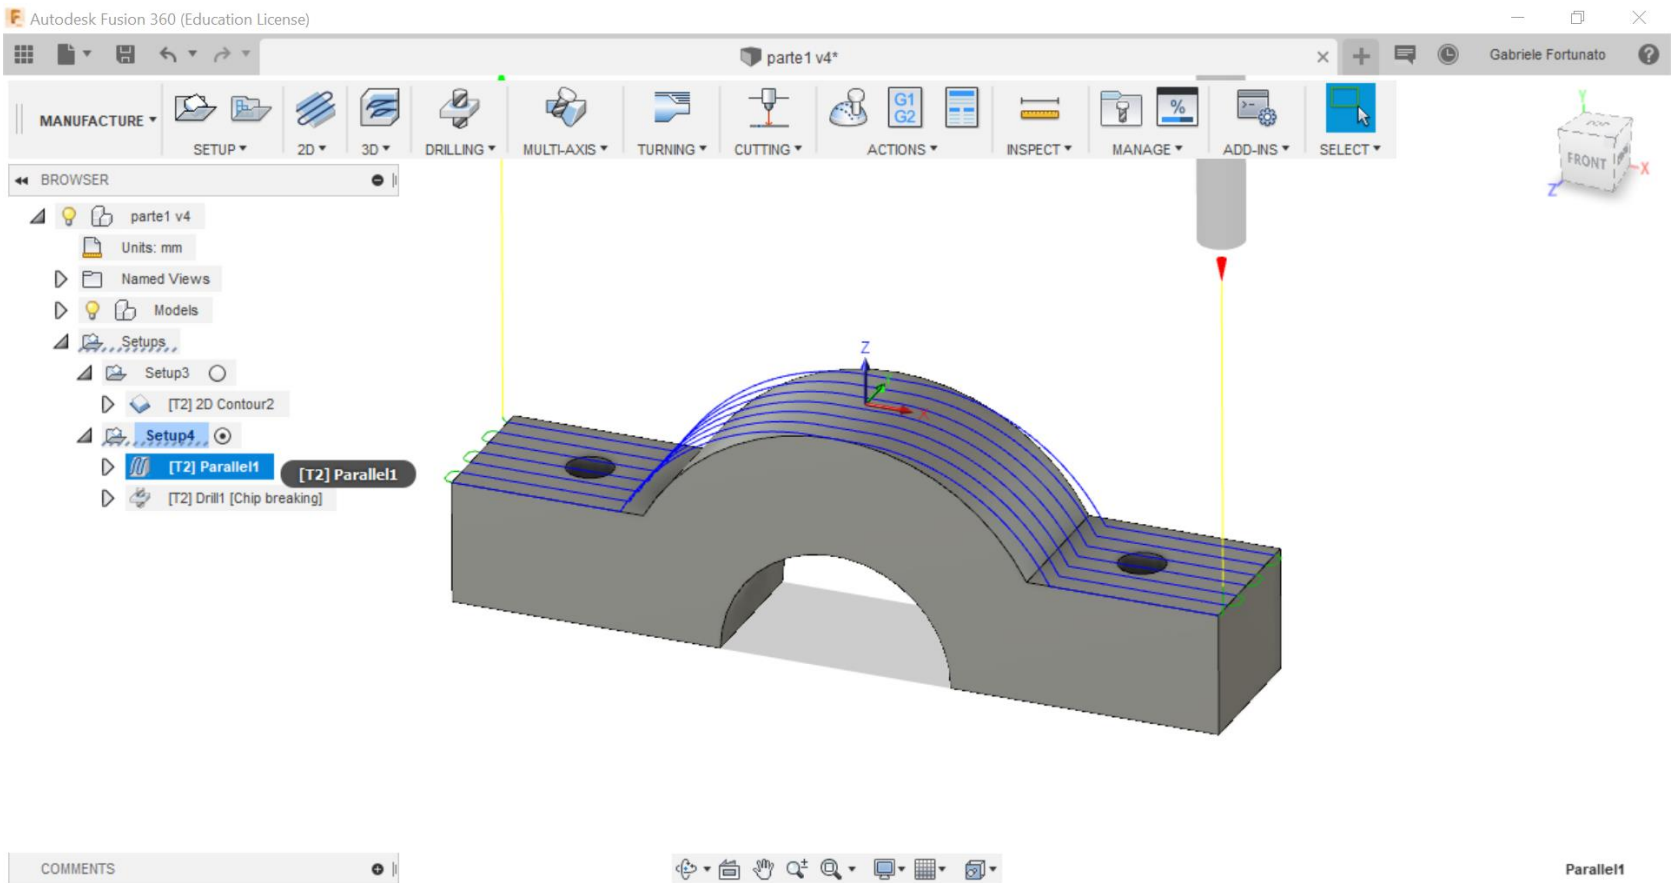 Autodesk Fusion 360 (Education License)
parte1 v4*
Gabriele Fortunato
MANUFACTURE
SETUP
2D
3D
DRILLING
MULTI-AXIS
TURNING
CUTTING
G1
G2
ACTIONS
INSPECT
%
MANAGE
ADD-INS
SELECT
BROWSER
parte1 v4
Units: mm
Named Views
Models
Setups
Setup3
[T2] 2D Contour2
Setup4
[T2] Parallel1
[T2] Parallel1
[T2] Drill1 [Chip breaking]
Y
TOP
FRONT
X
Z
Z
X
COMMENTS
Parallel1